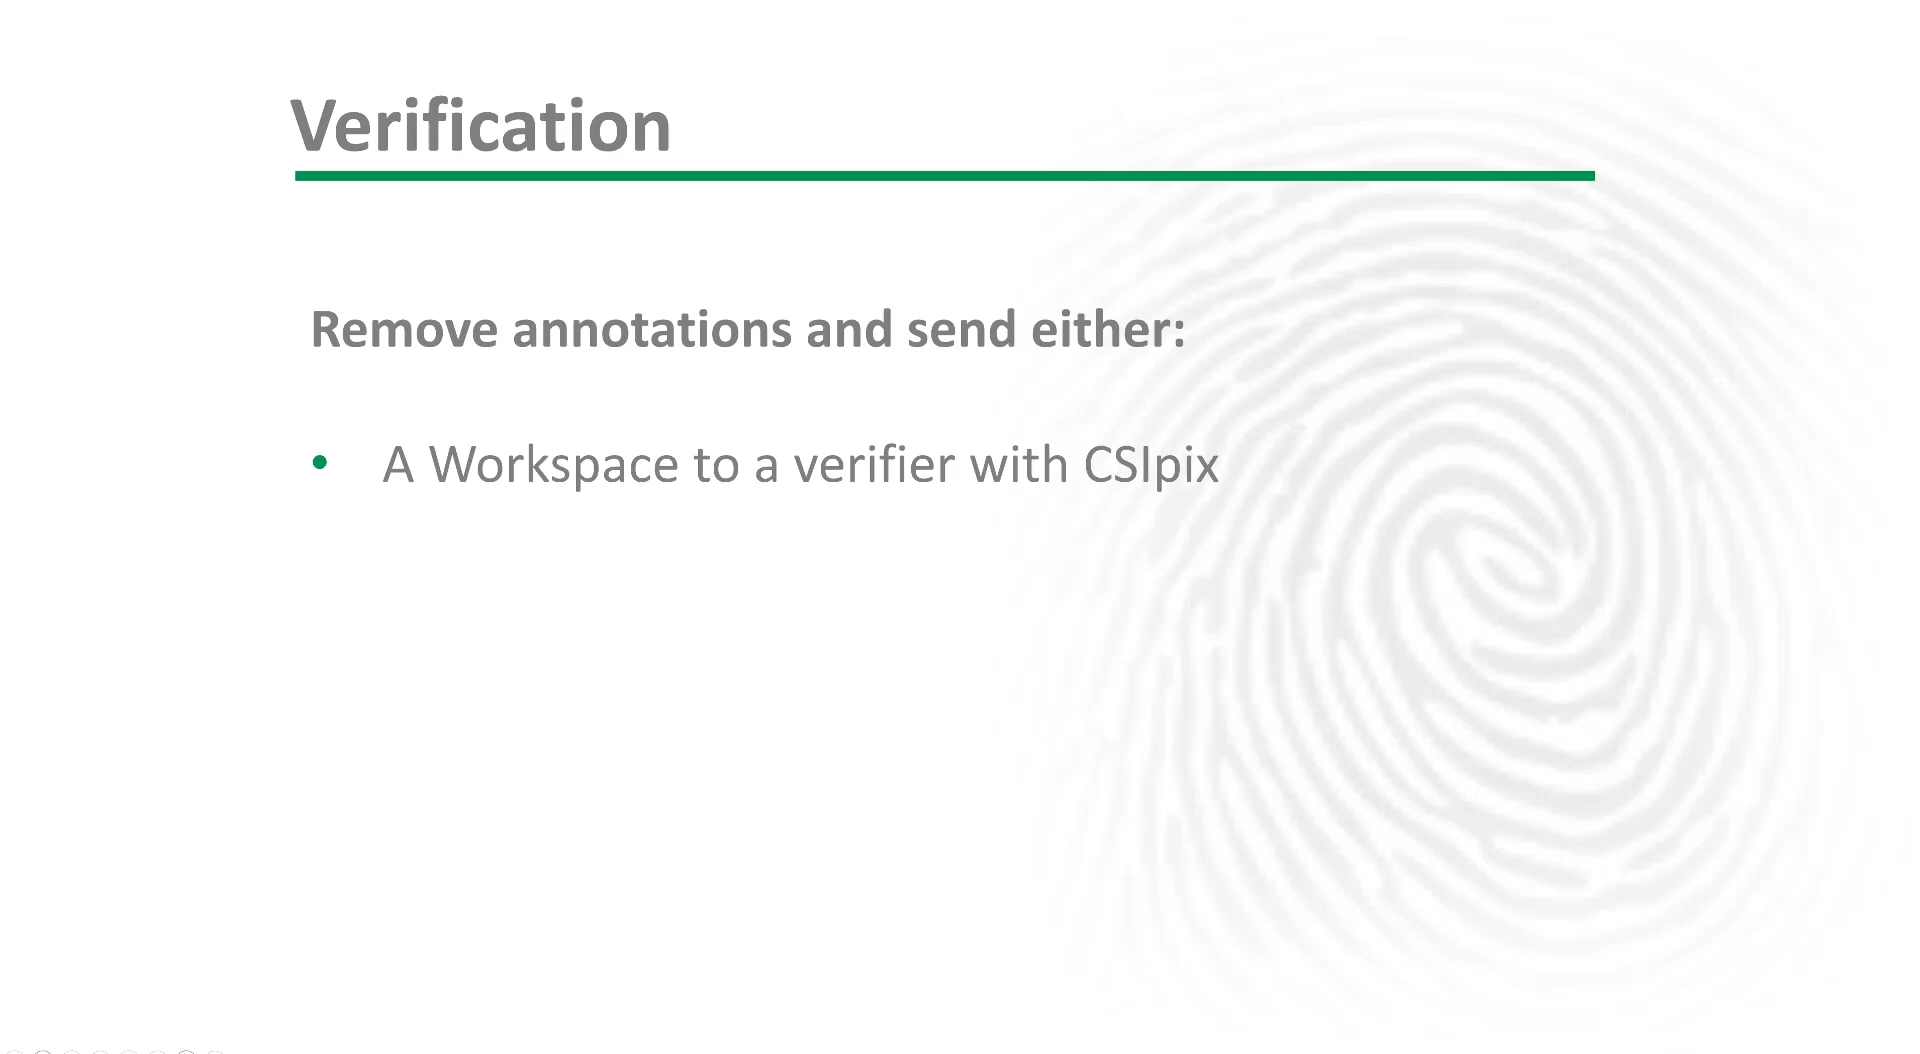 Verification
Remove annotations and send either:
• A Workspace to a verifier with CSIpix